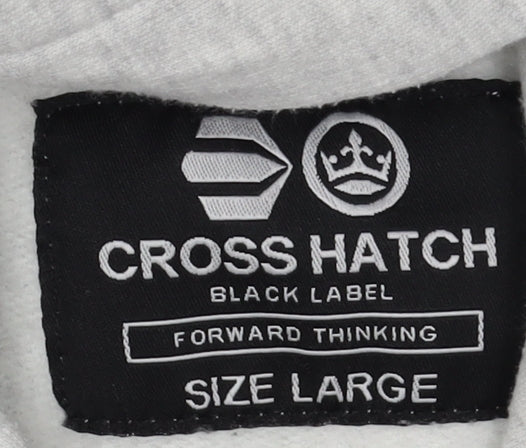 CROSS HATCH
BLACK LABEL
FORWARD THINKING
SIZE LARGE